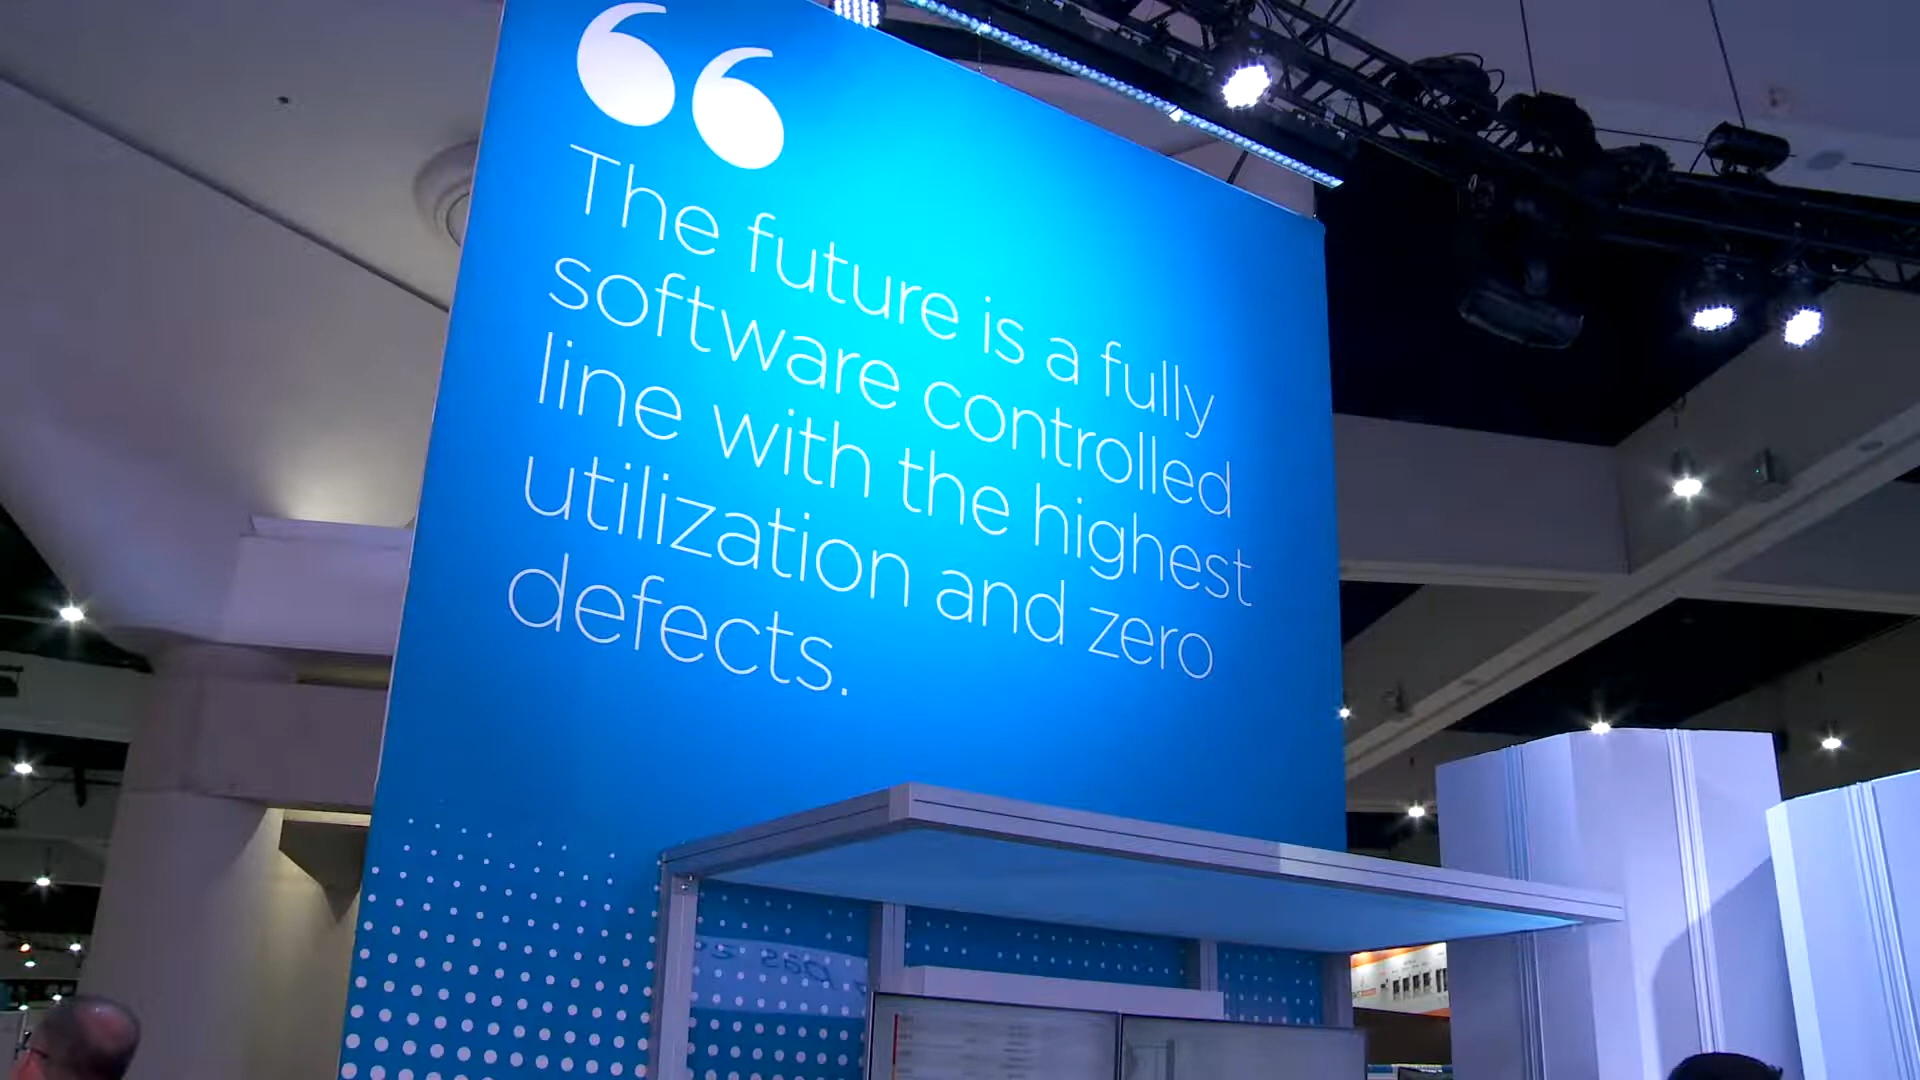 “
The future is a fully
software controlled
line with the highest
utilization and zero
defects.